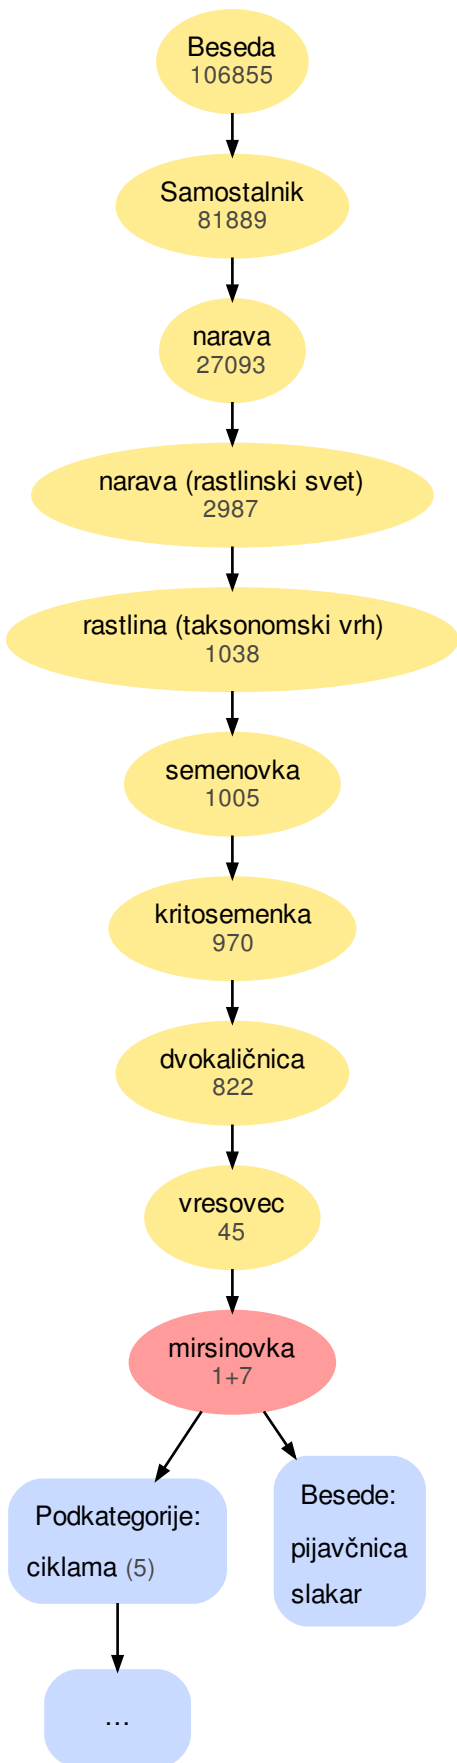 Beseda
106855
Samostalnik
81889
narava
27093
narava (rastlinski svet)
2987
rastlina (taksonomski vrh)
1038
semenovka
1005
kritosemenka
970
dvokaličnica
822
vresovec
45
mirsinovka
1+7
Podkategorije:
ciklama (5)
...
Besede:
pijavčnica
slakar